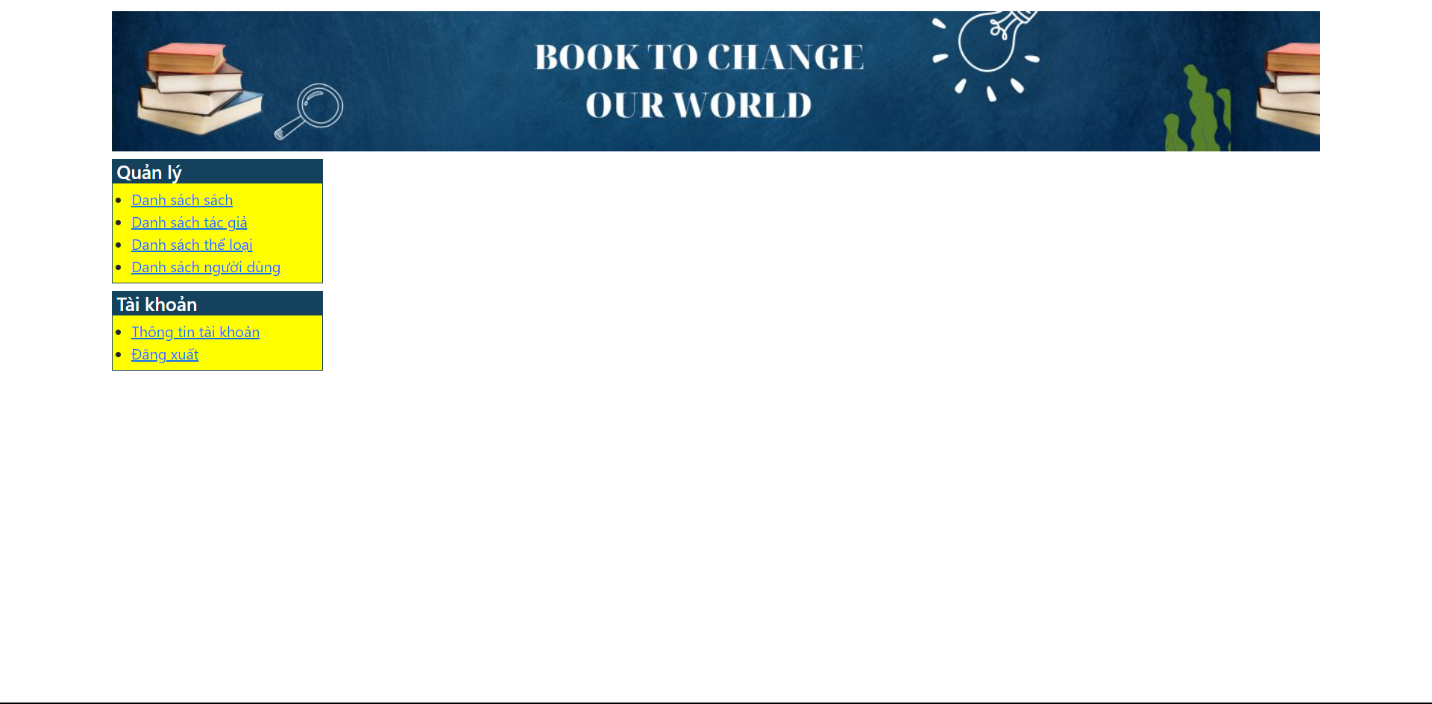 BOOK TO CHANGE
OUR WORLD
Quản lý
Danh sách sách
Danh sách tác giả
Danh sách thể loại
Danh sách người dùng
Tài khoản
Thông tin tài khoản
Đăng xuất